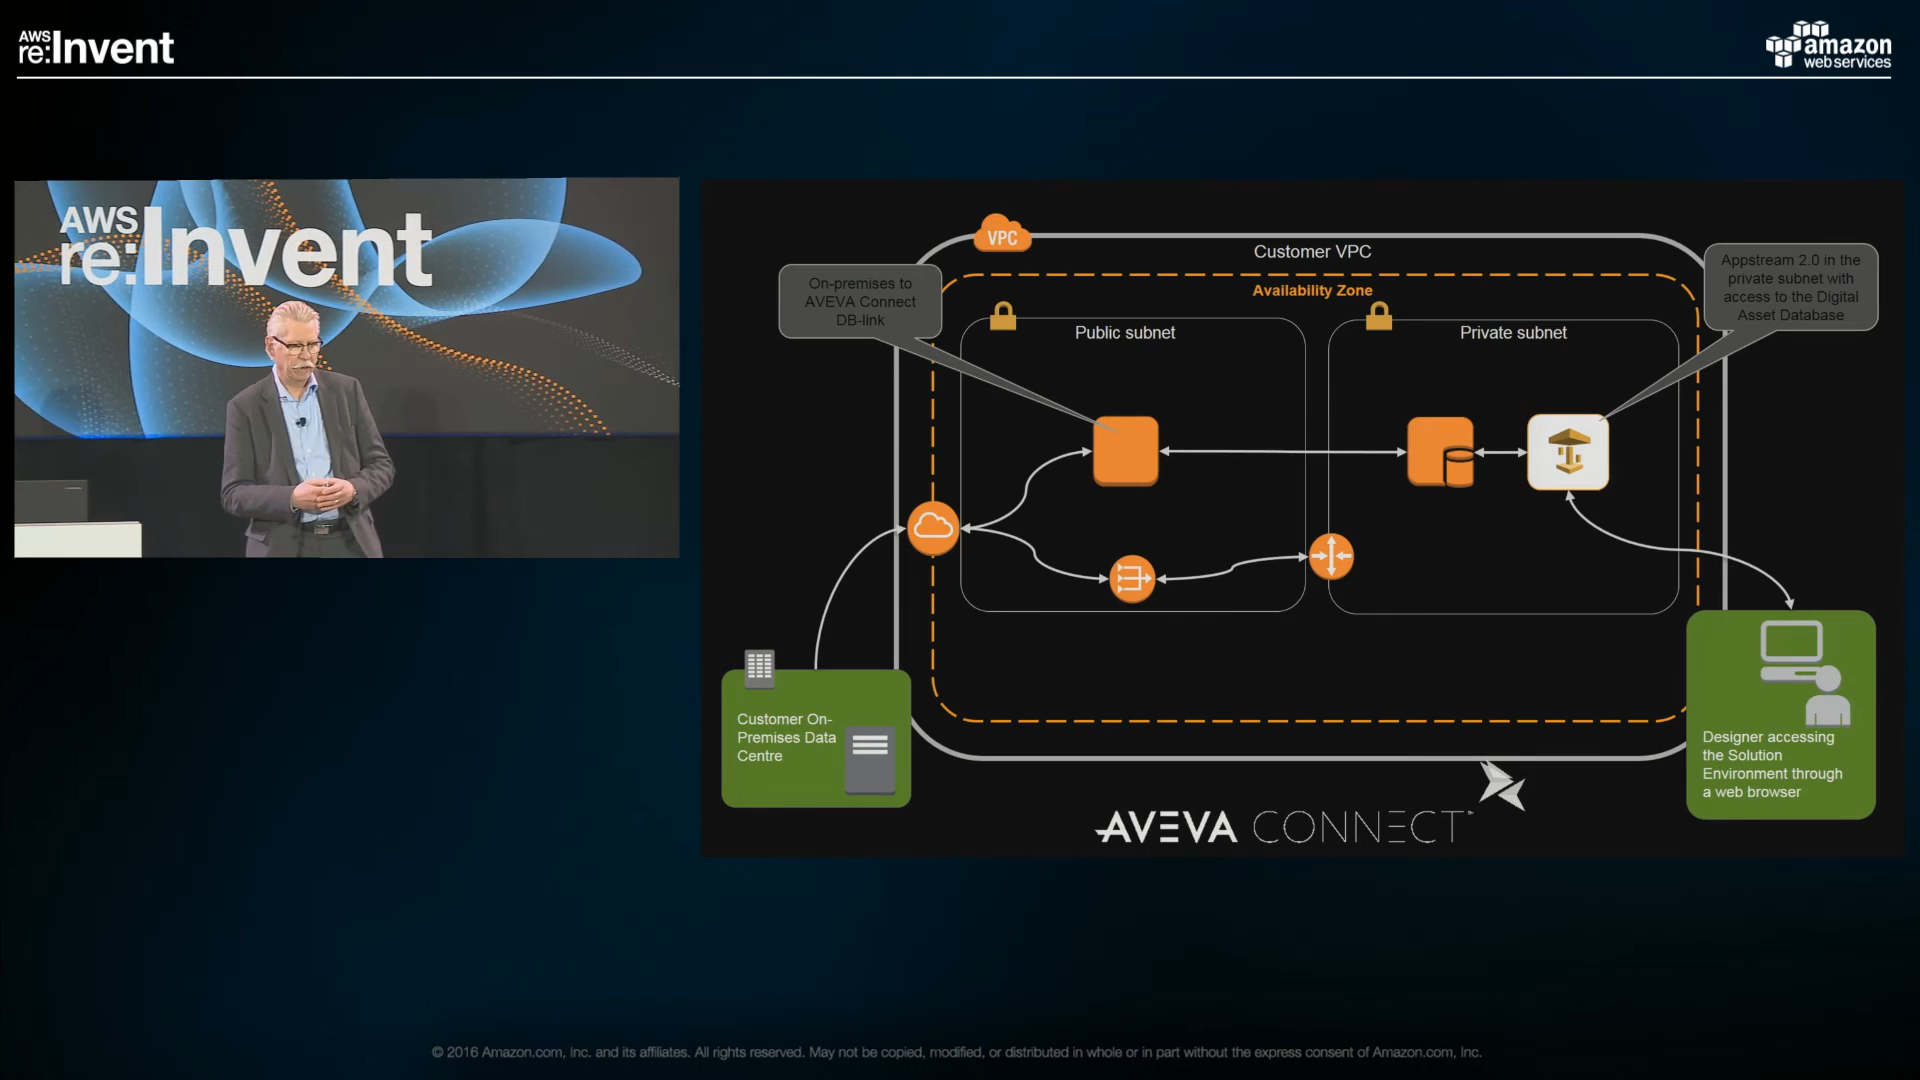 AWS
re:Invent
amazon
web services
AWS
re:Invent
VPC
Customer VPC
Availability Zone
On-premises to
AVEVA Connect
DB-link
Public subnet
Private subnet
Appstream 2.0 in the
private subnet with
access to the Digital
Asset Database
Customer On-
Premises Data
Centre
Designer accessing
the Solution
Environment through
a web browser
AVEVA CONNECT™
© 2016 Amazon.com, Inc. and its affiliates. All rights reserved. May not be copied, modified, or distributed in whole or in part without the express consent of Amazon.com, Inc.